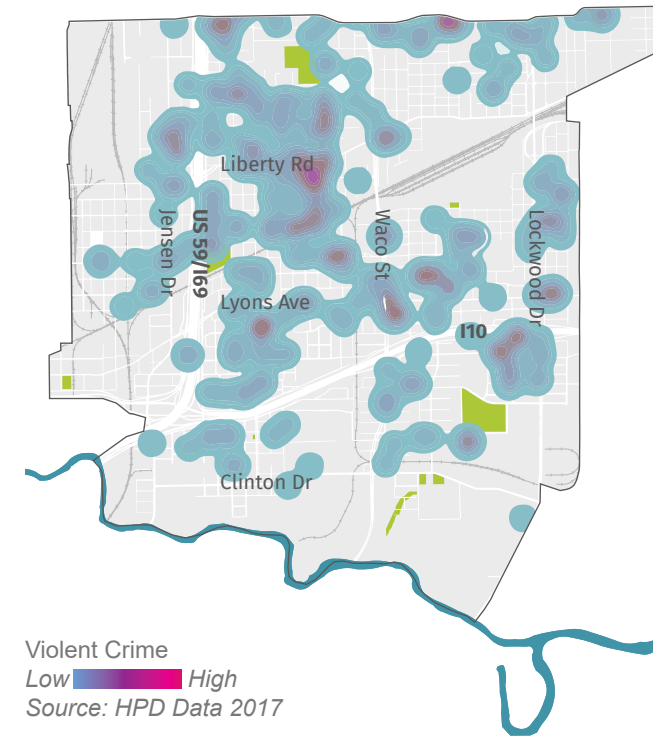 Liberty Rd
Jensen Dr
US 59/I69
Waco St
Lockwood Dr
Lyons Ave
I10
Clinton Dr
Violent Crime
Low High
Source: HPD Data 2017